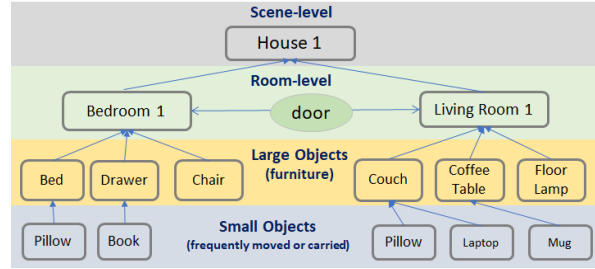 Scene-level
House 1
Room-level
Bedroom 1
door
Living Room 1
Large Objects
(furniture)
Bed
Drawer
Chair
Couch
Coffee
Table
Floor
Lamp
Small Objects
(frequently moved or carried)
Pillow
Book
Pillow
Laptop
Mug